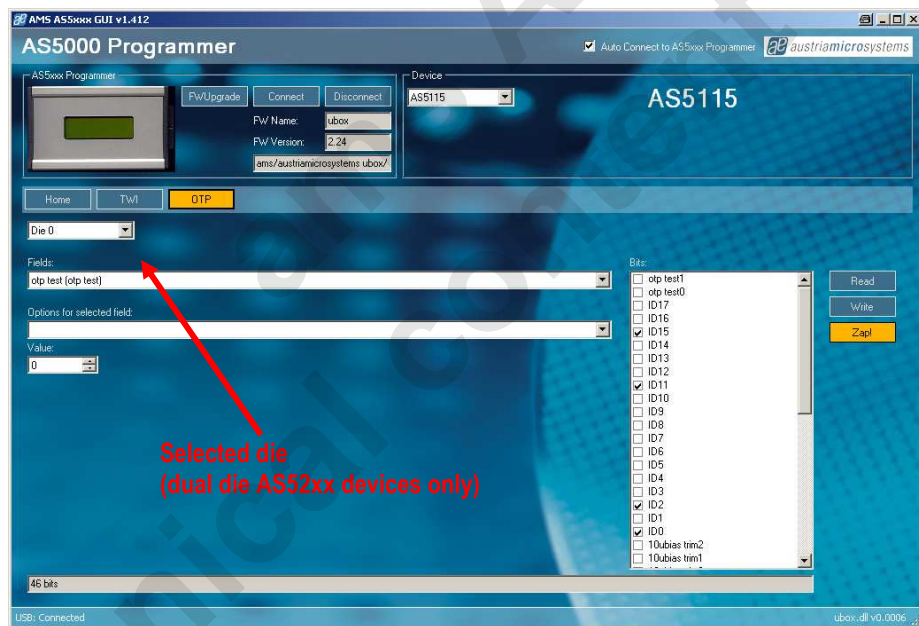 AMS AS5xxx GUI v1.412
AS5000 Programmer
Auto Connect to AS5xxx Programmer
austriamicrosystems
AS5xxx Programmer
FWUpgrade
Connect
Disconnect
FW Name:
ubox
FW Version:
2.24
ams/austriamicrosystems ubox/
Device
AS5115
AS5115
Home
TWI
OTP
Die 0
Fields:
otp test (otp test)
Options for selected field:
Value:
0
Selected die
(dual die AS52xx devices only)
Bits:
otp test1
otp test0
ID17
ID16
ID15
ID14
ID13
ID12
ID11
ID10
ID9
ID8
ID7
ID6
ID5
ID4
ID3
ID2
ID1
ID0
10ubias trim2
10ubias trim1
Read
Write
Zap!
46 bits
USB: Connected
ubox.dll v0.0006